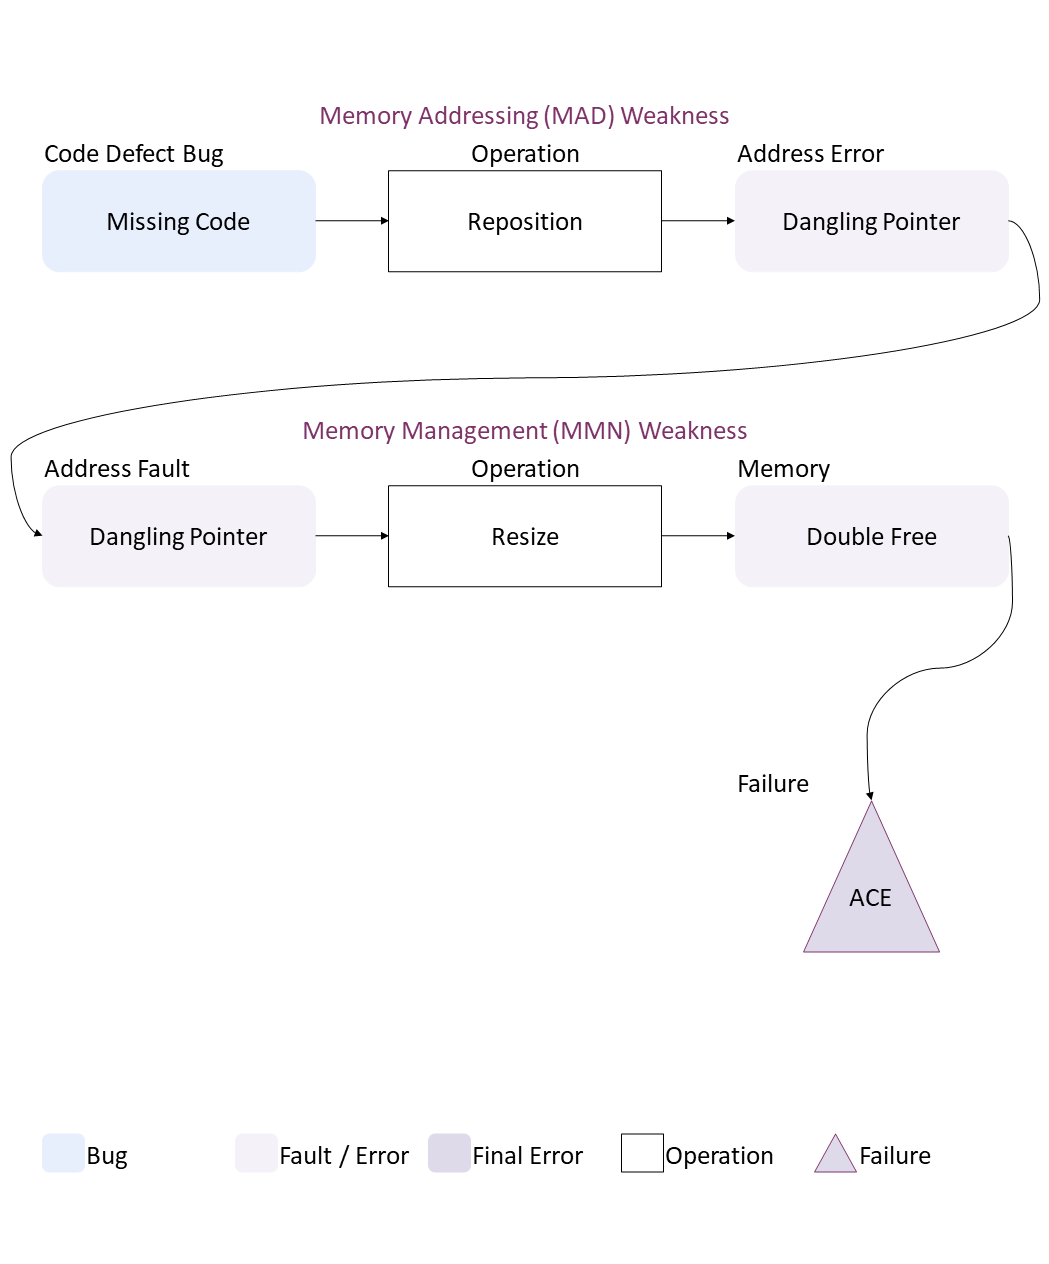 Memory Addressing (MAD) Weakness
Code Defect Bug Operation Address Error
Missing Code Reposition Dangling Pointer
Memory Management (MMN) Weakness
Address Fault Operation Memory
Dangling Pointer Resize Double Free
Failure
ACE
Bug Fault / Error Final Error Operation Failure